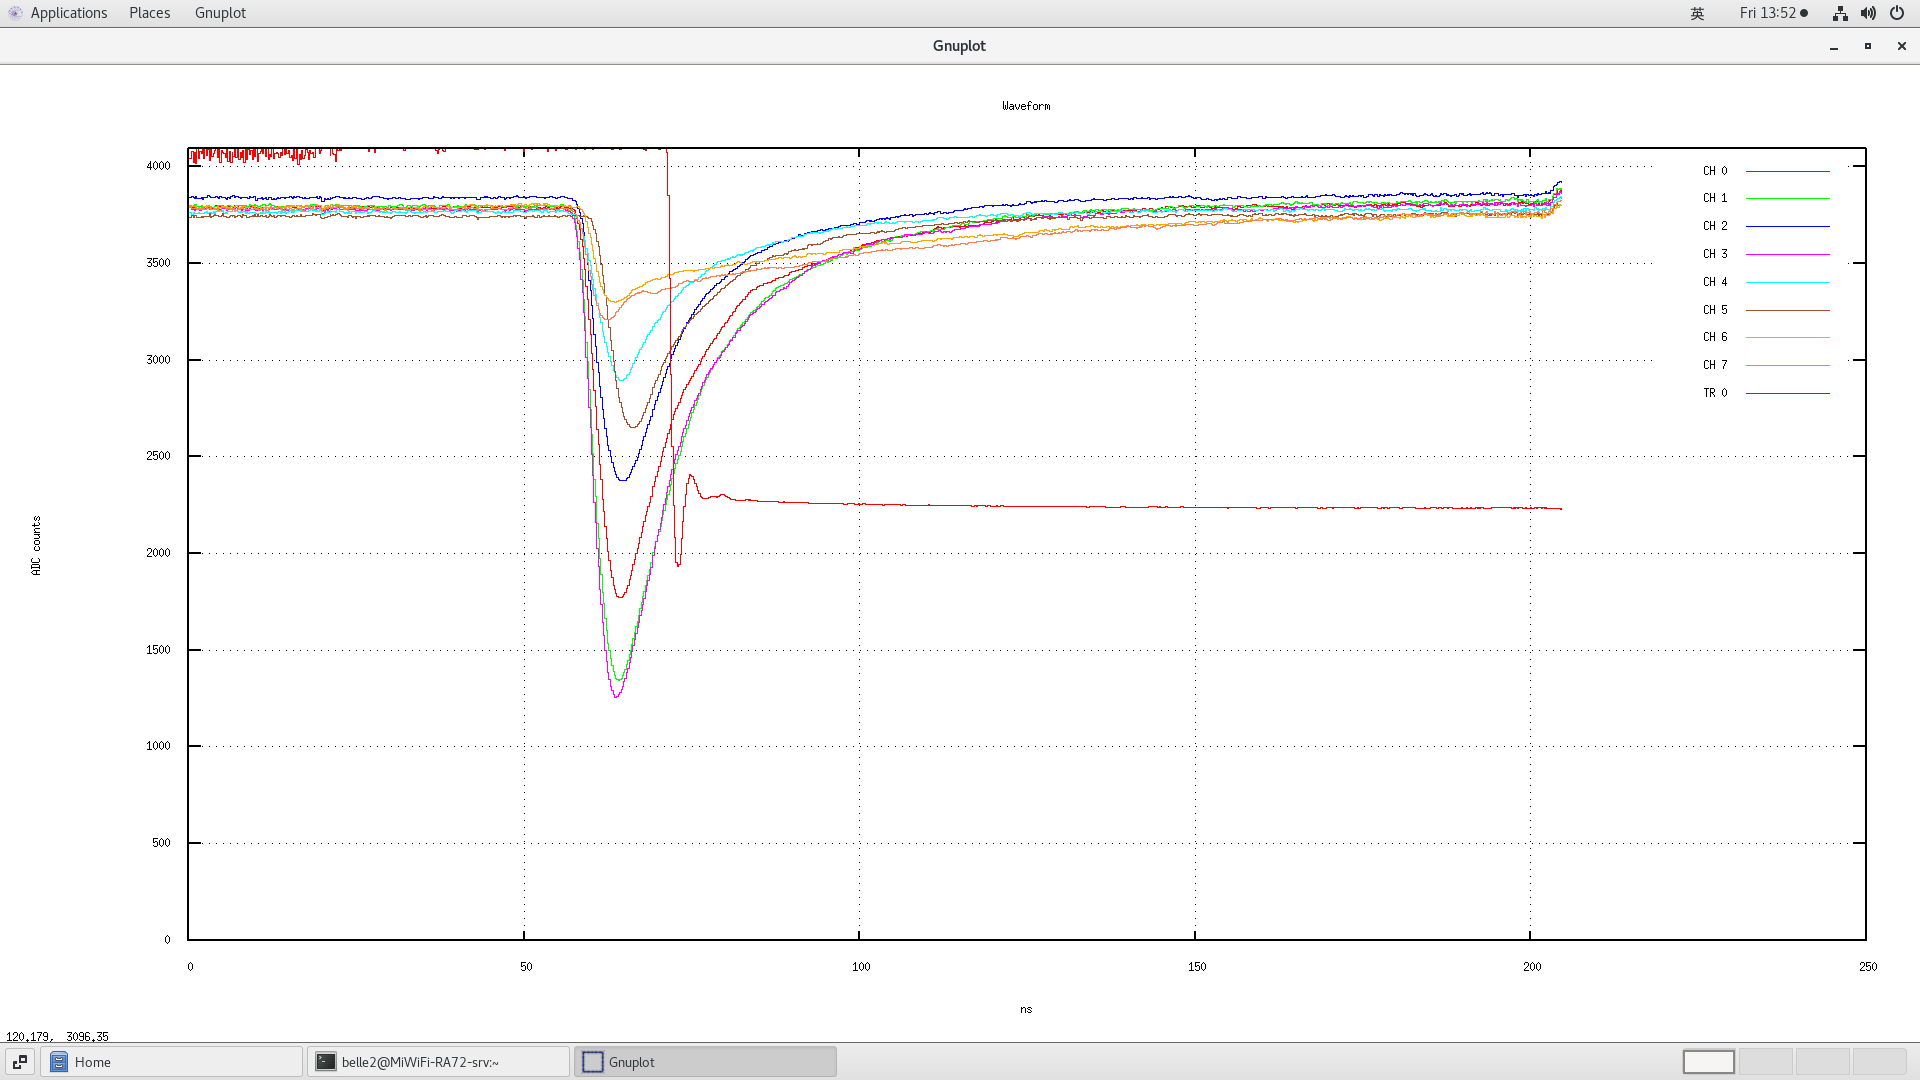 Applications Places Gnuplot 英 Fri 13:52
Gnuplot
Waveform
4000
3500
3000
2500
2000
1500
1000
500
0
ADC counts
CH 0
CH 1
CH 2
CH 3
CH 4
CH 5
CH 6
CH 7
TR 0
0 50 100 150 200 250
ns
120.179, 3096.35
Home belle2@MiWiFi-RA72-srv:~ Gnuplot